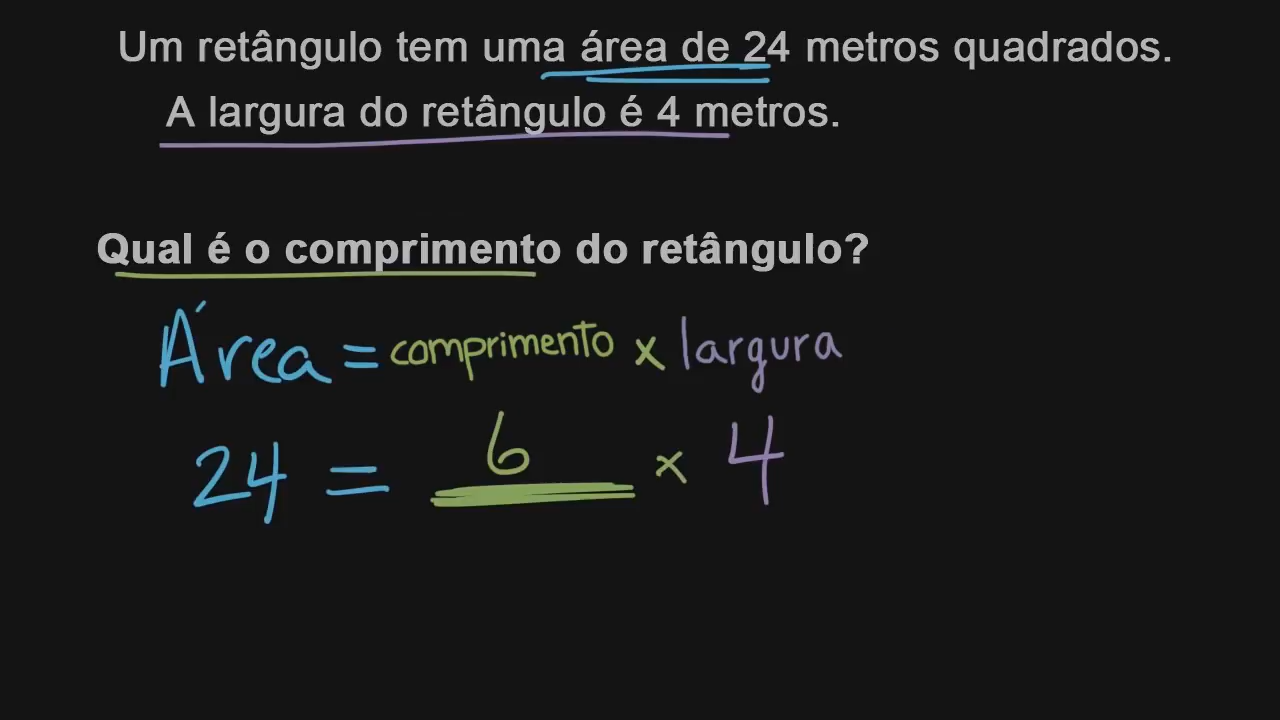 Um retângulo tem uma área de 24 metros quadrados.
A largura do retângulo é 4 metros.
Qual é o comprimento do retângulo?
Área = comprimento x largura
24 = 6 x 4